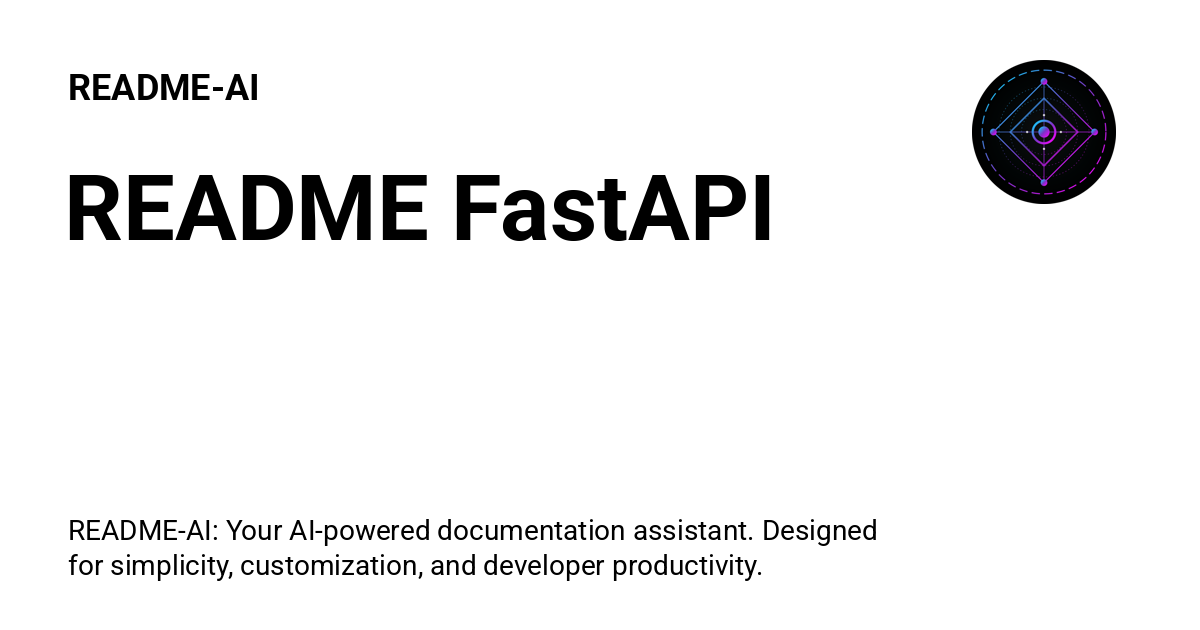 README-AI
README FastAPI
README-AI: Your AI-powered documentation assistant. Designed
for simplicity, customization, and developer productivity.